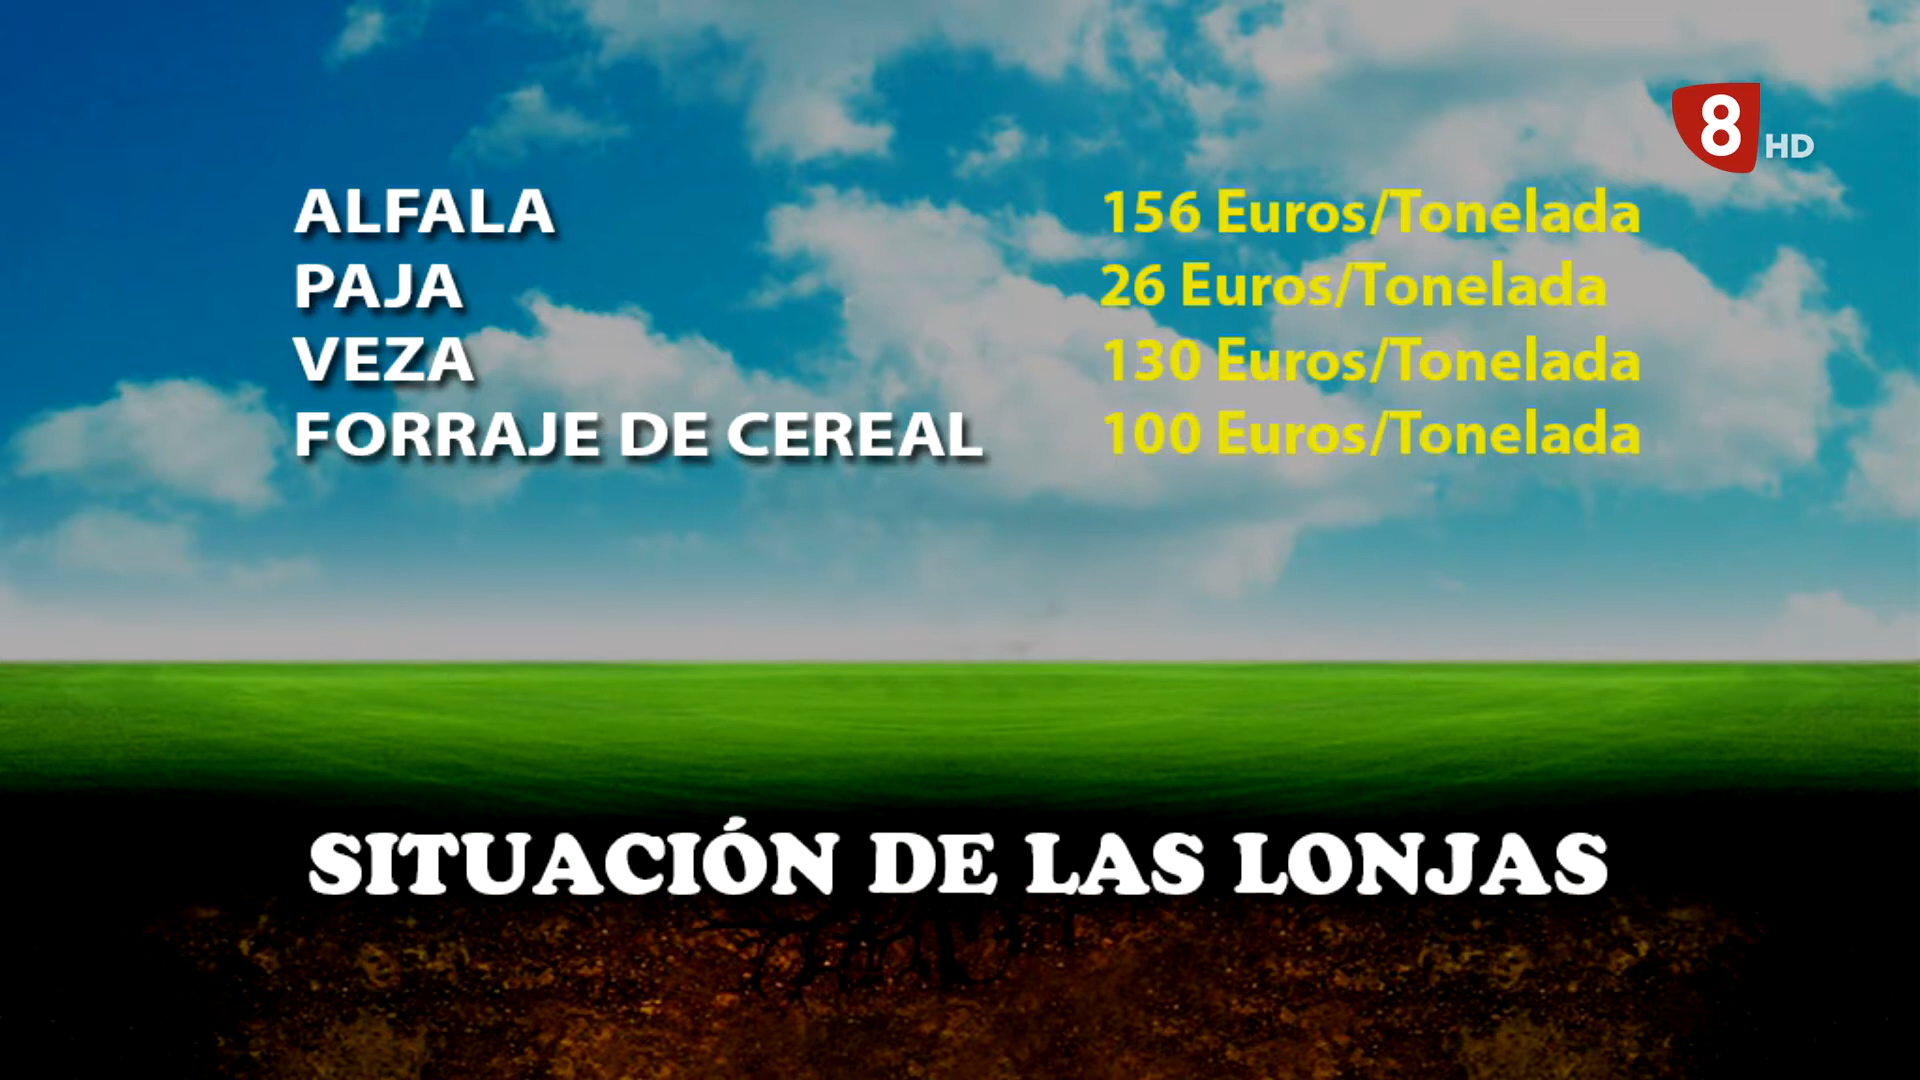 8 HD
ALFALA 156 Euros/Tonelada
PAJA 26 Euros/Tonelada
VEZA 130 Euros/Tonelada
FORRAJE DE CEREAL 100 Euros/Tonelada
SITUACIÓN DE LAS LONJAS